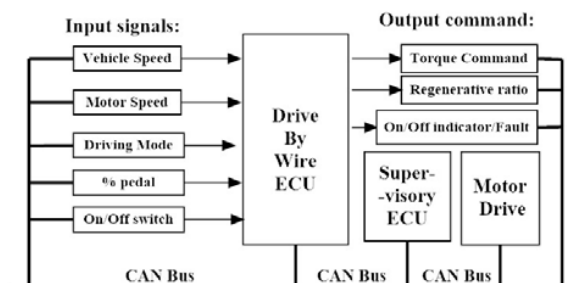 Input signals:
Output command:
Vehicle Speed
Motor Speed
Driving Mode
% pedal
On/Off switch
Drive
By
Wire
ECU
Torque Command
Regenerative ratio
On/Off indicator/Fault
Super-
-visory
ECU
Motor
Drive
CAN Bus
CAN Bus
CAN Bus